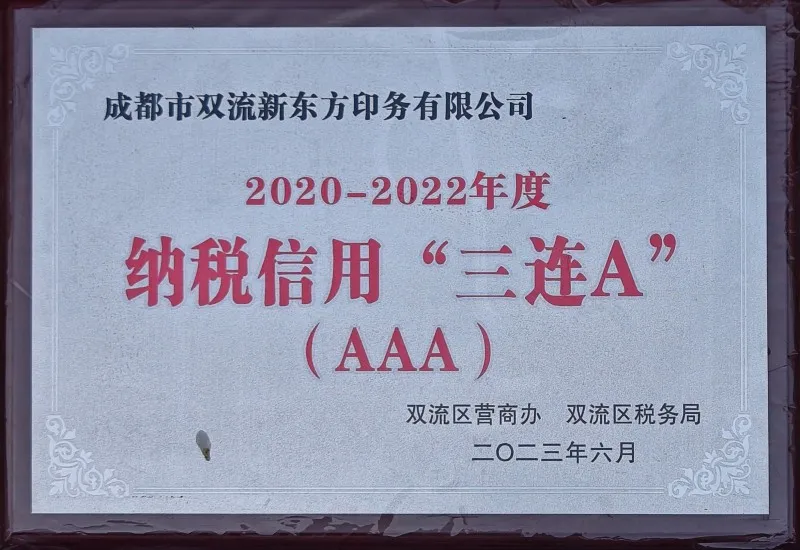 成都市双流新东方印务有限公司
2020-2022年度
纳税信用“三连A”
（AAA）
双流区营商办 双流区税务局
二〇二三年六月